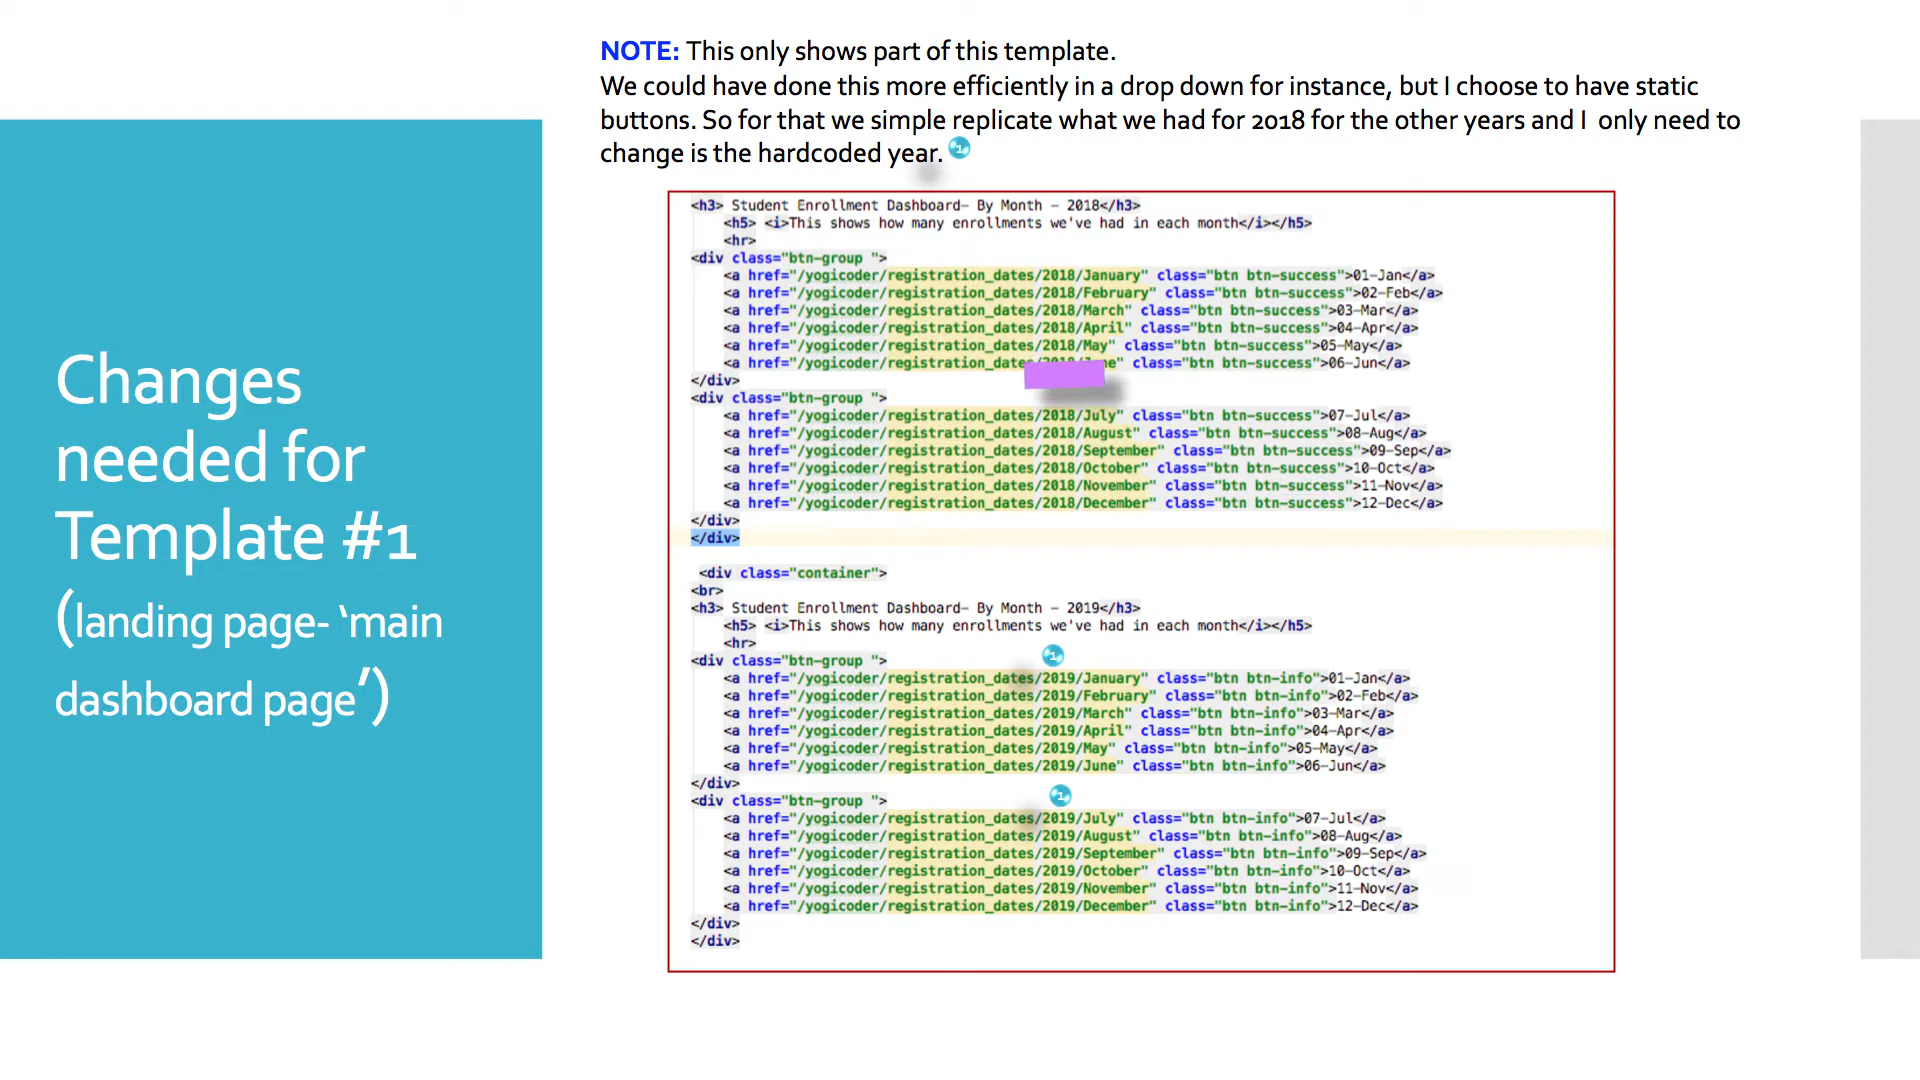 NOTE: This only shows part of this template.
We could have done this more efficiently in a drop down for instance, but I choose to have static
buttons. So for that we simple replicate what we had for 2018 for the other years and I only need to
change is the hardcoded year. 1
Changes
needed for
Template #1
(landing page- ‘main
dashboard page’)
<h3> Student Enrollment Dashboard– By Month – 2018</h3>
<h5> <i>This shows how many enrollments we've had in each month</i></h5>
<hr>
<div class="btn-group ">
<a href="/yogicoder/registration_dates/2018/January" class="btn btn-success">01-Jan</a>
<a href="/yogicoder/registration_dates/2018/February" class="btn btn-success">02-Feb</a>
<a href="/yogicoder/registration_dates/2018/March" class="btn btn-success">03-Mar</a>
<a href="/yogicoder/registration_dates/2018/April" class="btn btn-success">04-Apr</a>
<a href="/yogicoder/registration_dates/2018/May" class="btn btn-success">05-May</a>
<a href="/yogicoder/registration_dates/2018/June" class="btn btn-success">06-Jun</a>
</div>
<div class="btn-group ">
<a href="/yogicoder/registration_dates/2018/July" class="btn btn-success">07-Jul</a>
<a href="/yogicoder/registration_dates/2018/August" class="btn btn-success">08-Aug</a>
<a href="/yogicoder/registration_dates/2018/September" class="btn btn-success">09-Sep</a>
<a href="/yogicoder/registration_dates/2018/October" class="btn btn-success">10-Oct</a>
<a href="/yogicoder/registration_dates/2018/November" class="btn btn-success">11-Nov</a>
<a href="/yogicoder/registration_dates/2018/December" class="btn btn-success">12-Dec</a>
</div>
</div>
<div class="container">
<br>
<h3> Student Enrollment Dashboard– By Month – 2019</h3>
<h5> <i>This shows how many enrollments we've had in each month</i></h5>
<hr>
<div class="btn-group ">
1
<a href="/yogicoder/registration_dates/2019/January" class="btn btn-info">01-Jan</a>
<a href="/yogicoder/registration_dates/2019/February" class="btn btn-info">02-Feb</a>
<a href="/yogicoder/registration_dates/2019/March" class="btn btn-info">03-Mar</a>
<a href="/yogicoder/registration_dates/2019/April" class="btn btn-info">04-Apr</a>
<a href="/yogicoder/registration_dates/2019/May" class="btn btn-info">05-May</a>
<a href="/yogicoder/registration_dates/2019/June" class="btn btn-info">06-Jun</a>
</div>
<div class="btn-group ">
1
<a href="/yogicoder/registration_dates/2019/July" class="btn btn-info">07-Jul</a>
<a href="/yogicoder/registration_dates/2019/August" class="btn btn-info">08-Aug</a>
<a href="/yogicoder/registration_dates/2019/September" class="btn btn-info">09-Sep</a>
<a href="/yogicoder/registration_dates/2019/October" class="btn btn-info">10-Oct</a>
<a href="/yogicoder/registration_dates/2019/November" class="btn btn-info">11-Nov</a>
<a href="/yogicoder/registration_dates/2019/December" class="btn btn-info">12-Dec</a>
</div>
</div>